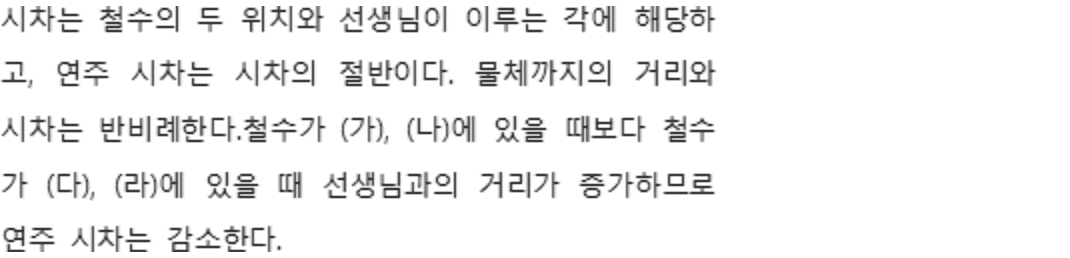 시차는 철수의 두 위치와 선생님이 이루는 각에 해당하
고, 연주 시차는 시차의 절반이다. 물체까지의 거리와
시차는 반비례한다.철수가 (가), (나)에 있을 때보다 철수
가 (다), (라)에 있을 때 선생님과의 거리가 증가하므로
연주 시차는 감소한다.